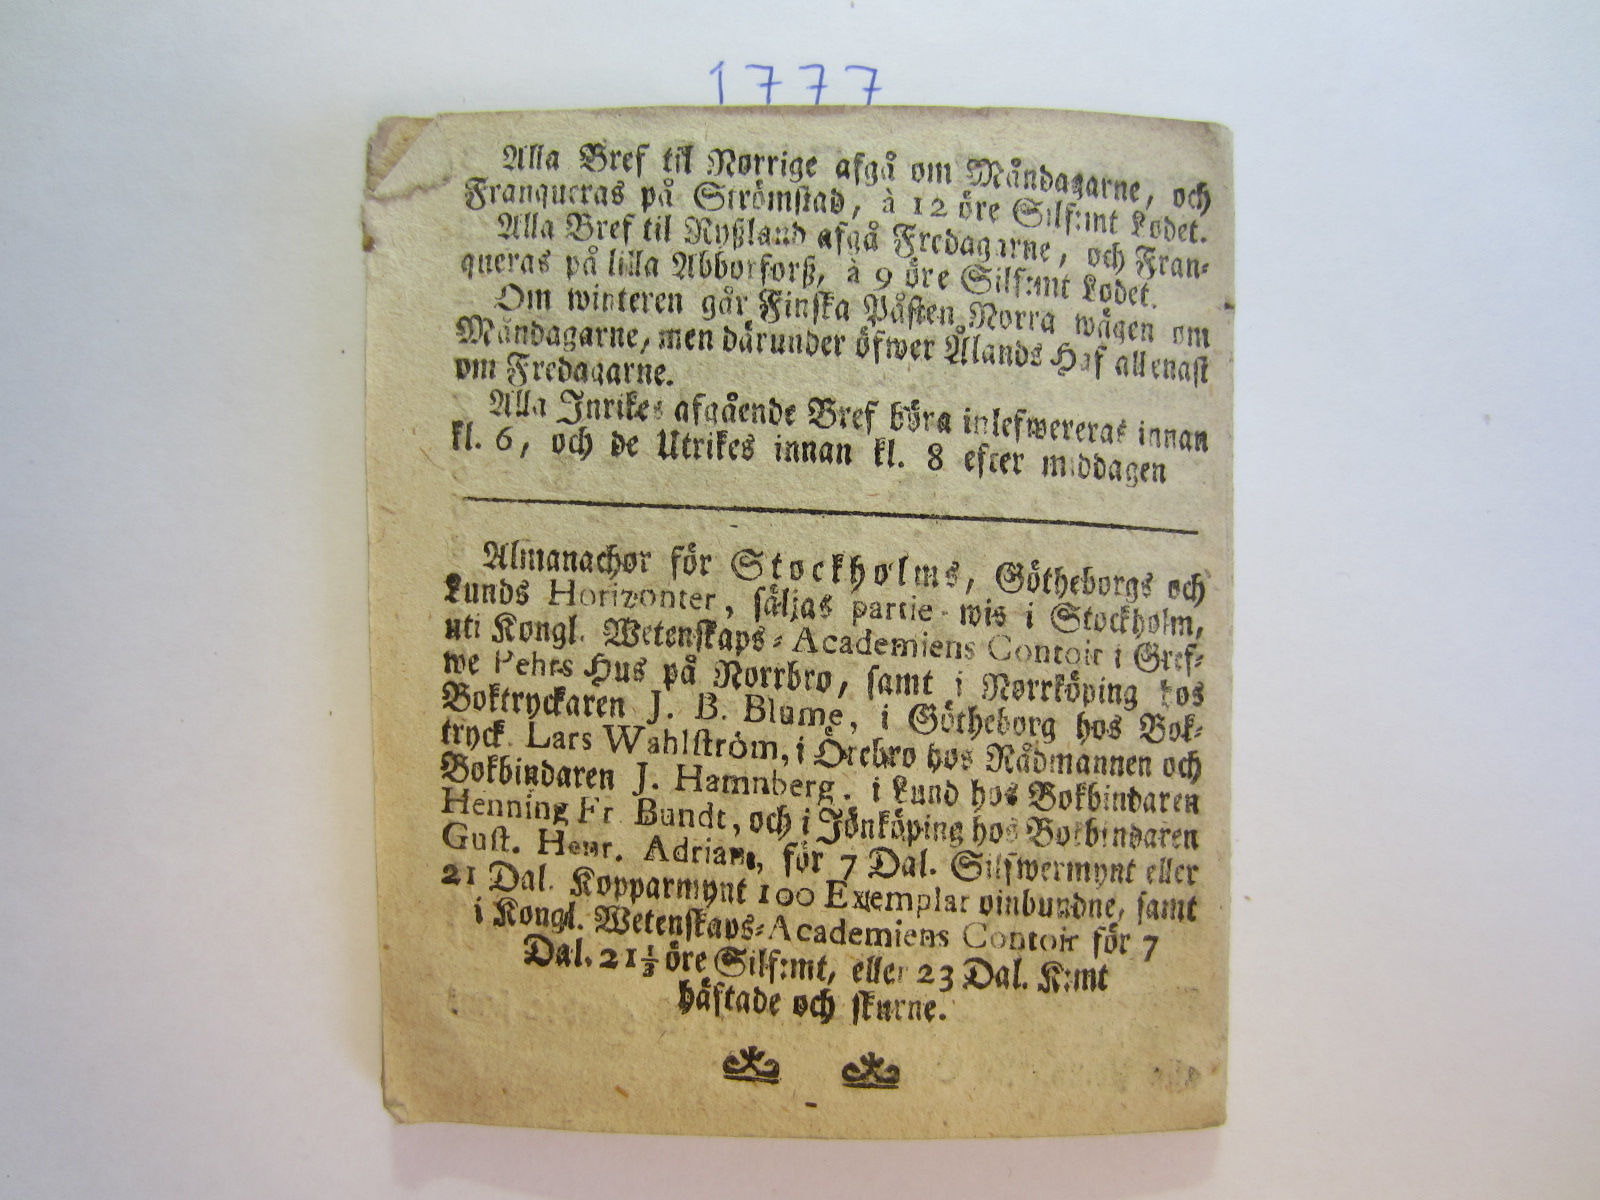 1777
Alla Bref til Norrige afgå om Måndagarne, och
Franqueras på Strömstad, à 12 öre Silf:mt Lodet.
Alla Bref til Ryßland afgå Fredagarne, och Fran-
queras på lilla Abborforß, à 9 öre Silf:mt Lodet.
Om winteren går Finska Påsten Norra wägen om
Måndagarne, men därunder öfwer Ålands Haf allenast
om Fredagarne.
Alla Inrikes afgående Bref böra inlefwereras innan
kl. 6, och de Utrikes innan kl. 8 efter middagen
Almanachor för Stockholms, Götheborgs och
Lunds Horizonter, säljas partie-wis i Stockholm,
uti Kongl. Wetenskaps-Academiens Contoir i Gref-
we Pehrs Hus på Norrbro, samt i Norrköping hos
Boktryckaren J. B. Blume, i Götheborg hos Bok-
tryck. Lars Wahlström, i Örebro hos Rådmannen och
Bokbindaren J. Hamnberg. i Lund hos Bokbindaren
Henning Fr. Bundt, och i Jönköping hos Bokbindaren
Gust. Henr. Adriani, för 7 Dal. Silfwermynt eller
21 Dal. Kopparmynt 100 Exemplar oinbundne, samt
i Kongl. Wetenskaps-Academiens Contoir för 7
Dal. 21 1/3 öre Silf:mt, eller 23 Dal. K:mt
häftade och skurne.